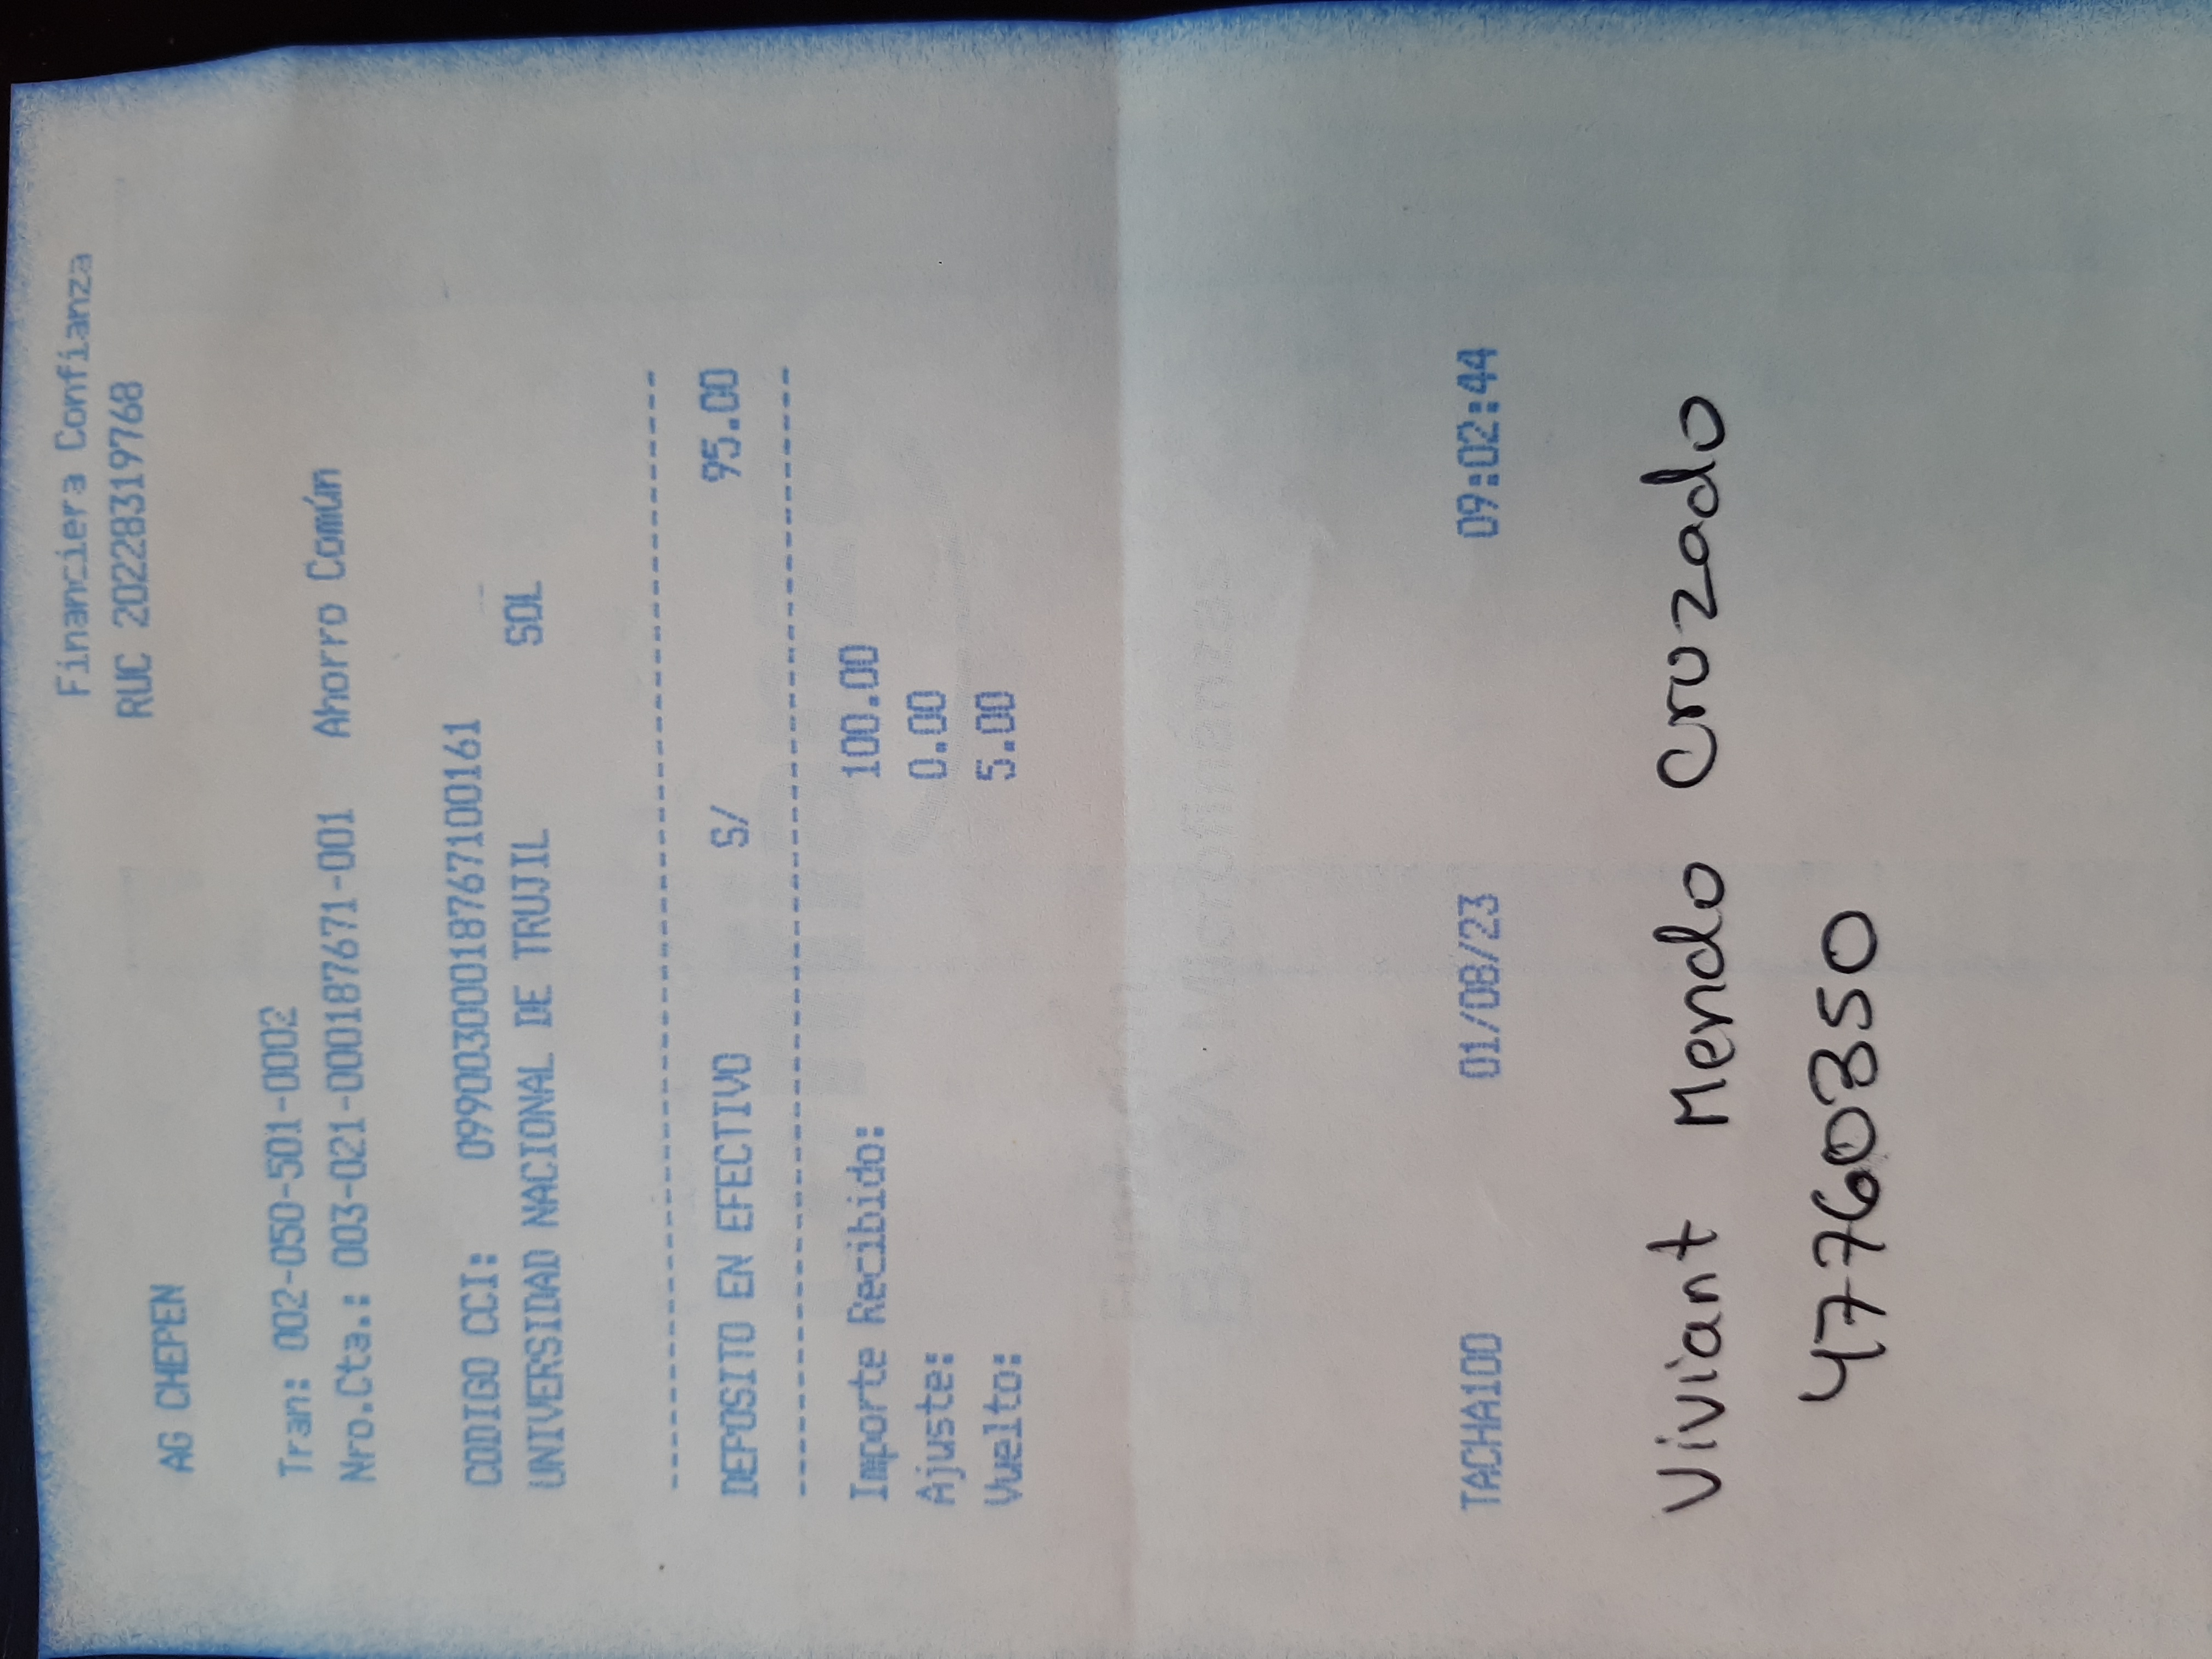 Financiera Confianza
RUC 20228319768
AG CHEPEN
Tran: 002-050-501-0002
Nro.Cta.: 003-021-000187671-001 Ahorro Común
CODIGO CCI: 09900300018767100161
UNIVERSIDAD NACIONAL DE TRUJIL SOL
--------------------------------
DEPOSITO EN EFECTIVO S/ 95.00
--------------------------------
Importe Recibido: 100.00
Ajuste: 0.00
Vuelto: 5.00
TACHA100 01/08/23 09:02:44
Viviant Mendo Cruzado
47760350